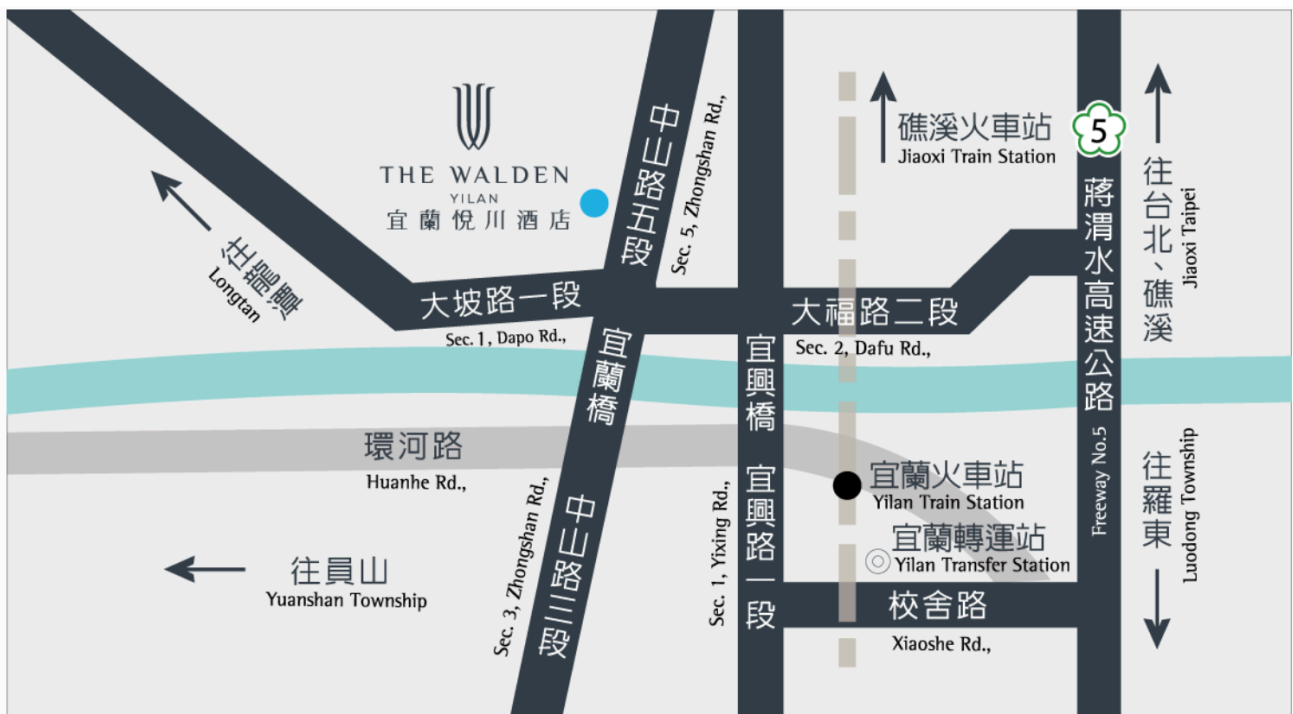 THE WALDEN
YILAN
宜蘭悅川酒店
中山路五段
Sec. 5, Zhongshan Rd.,
礁溪火車站
Jiaoxi Train Station
5
蔣渭水高速公路
Freeway No.5
往台北、礁溪
Jiaoxi Taipei
往龍潭
Longtan
大坡路一段
Sec. 1, Dapo Rd.,
大福路二段
Sec. 2, Dafu Rd.,
宜蘭橋
宜興橋
環河路
Huanhe Rd.,
中山路三段
Sec. 3, Zhongshan Rd.,
宜興路一段
Sec. 1, Yixing Rd.,
宜蘭火車站
Yilan Train Station
宜蘭轉運站
Yilan Transfer Station
往羅東
Luodong Township
往員山
Yuanshan Township
校舍路
Xiaoshe Rd.,